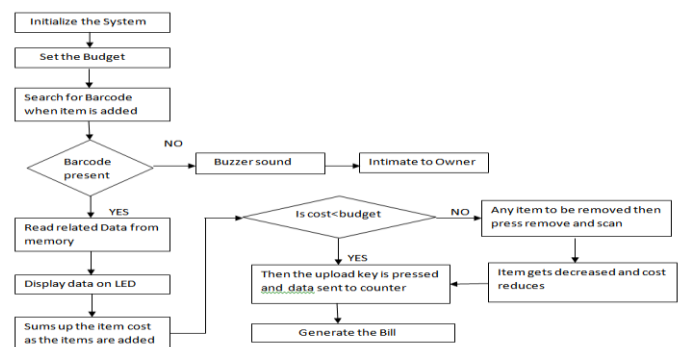 Initialize the System
Set the Budget
Search for Barcode
when item is added
Barcode
present
NO
Buzzer sound
Intimate to Owner
YES
Read related Data from
memory
Display data on LED
Sums up the item cost
as the items are added
Is cost<budget
NO
Any item to be removed then
press remove and scan
YES
Then the upload key is pressed
and data sent to counter
Item gets decreased and cost
reduces
Generate the Bill